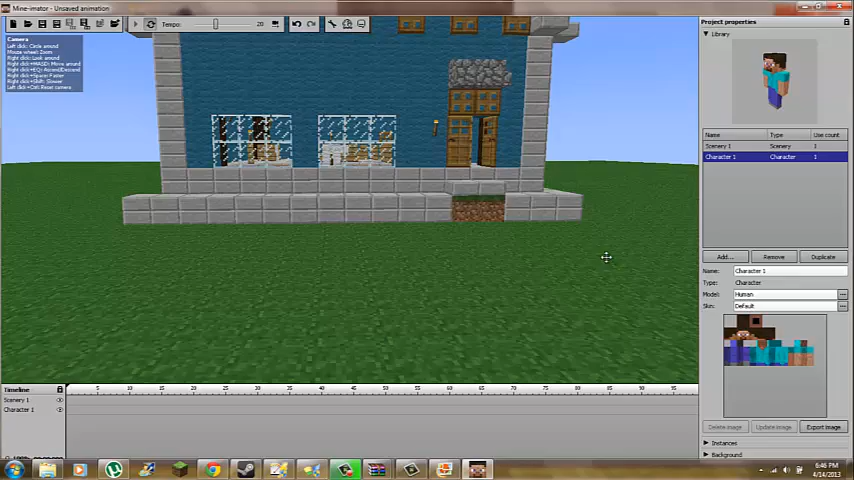 Mine-imator - Unsaved animation
Tempo: 20
Camera
Left click: Circle around
Mouse wheel: Zoom
Right click: Look around
Right click+WASD: Move around
Right click+EQ: Ascend/Descend
Right click+Space: Faster
Right click+Shift: Slower
Left click+Ctrl: Reset camera
Project properties
Library
Name Type Use count
Scenery 1 Scenery 1
Character 1 Character 1
Add... Remove Duplicate
Name: Character 1
Type: Character
Model: Human
Skin: Default
Delete image Update image Export image
Instances
Background
Timeline
5 10 15 20 25 30 35 40 45 50 55 60 65 70 75 80 85 90 95
Scenery 1
Character 1
6:46 PM
4/14/2013